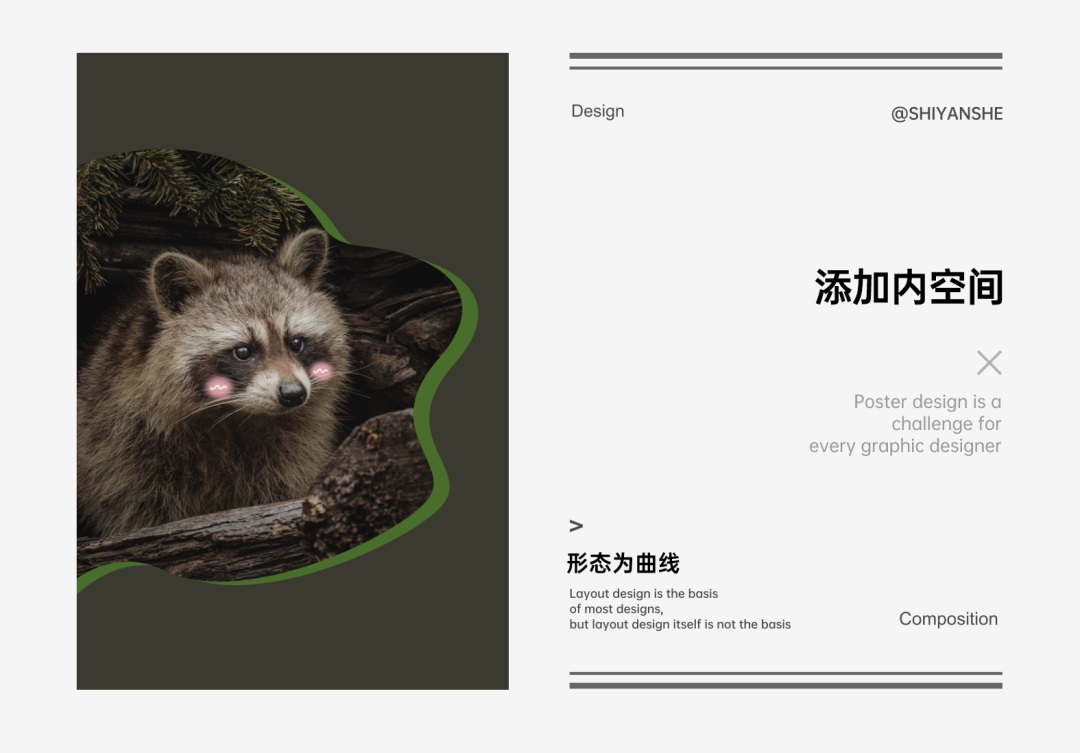 Design
@SHIYANSHE
添加内空间
Poster design is a
challenge for
every graphic designer
>
形态为曲线
Layout design is the basis
of most designs,
but layout design itself is not the basis
Composition